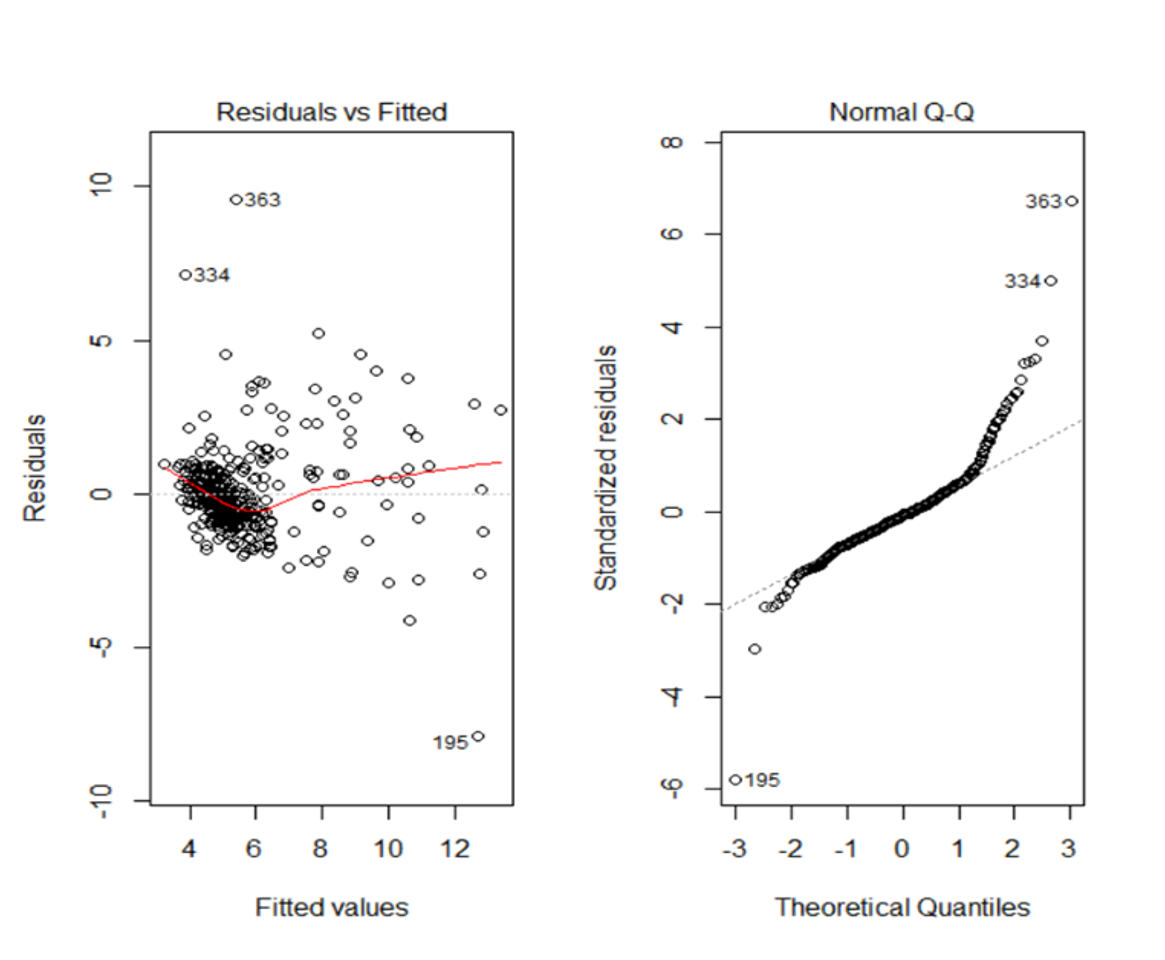 Residuals vs Fitted
Residuals
10
5
0
-5
-10
363
334
195
4 6 8 10 12
Fitted values
Normal Q-Q
Standardized residuals
8
6
4
2
0
-2
-4
-6
363
334
195
-3 -2 -1 0 1 2 3
Theoretical Quantiles